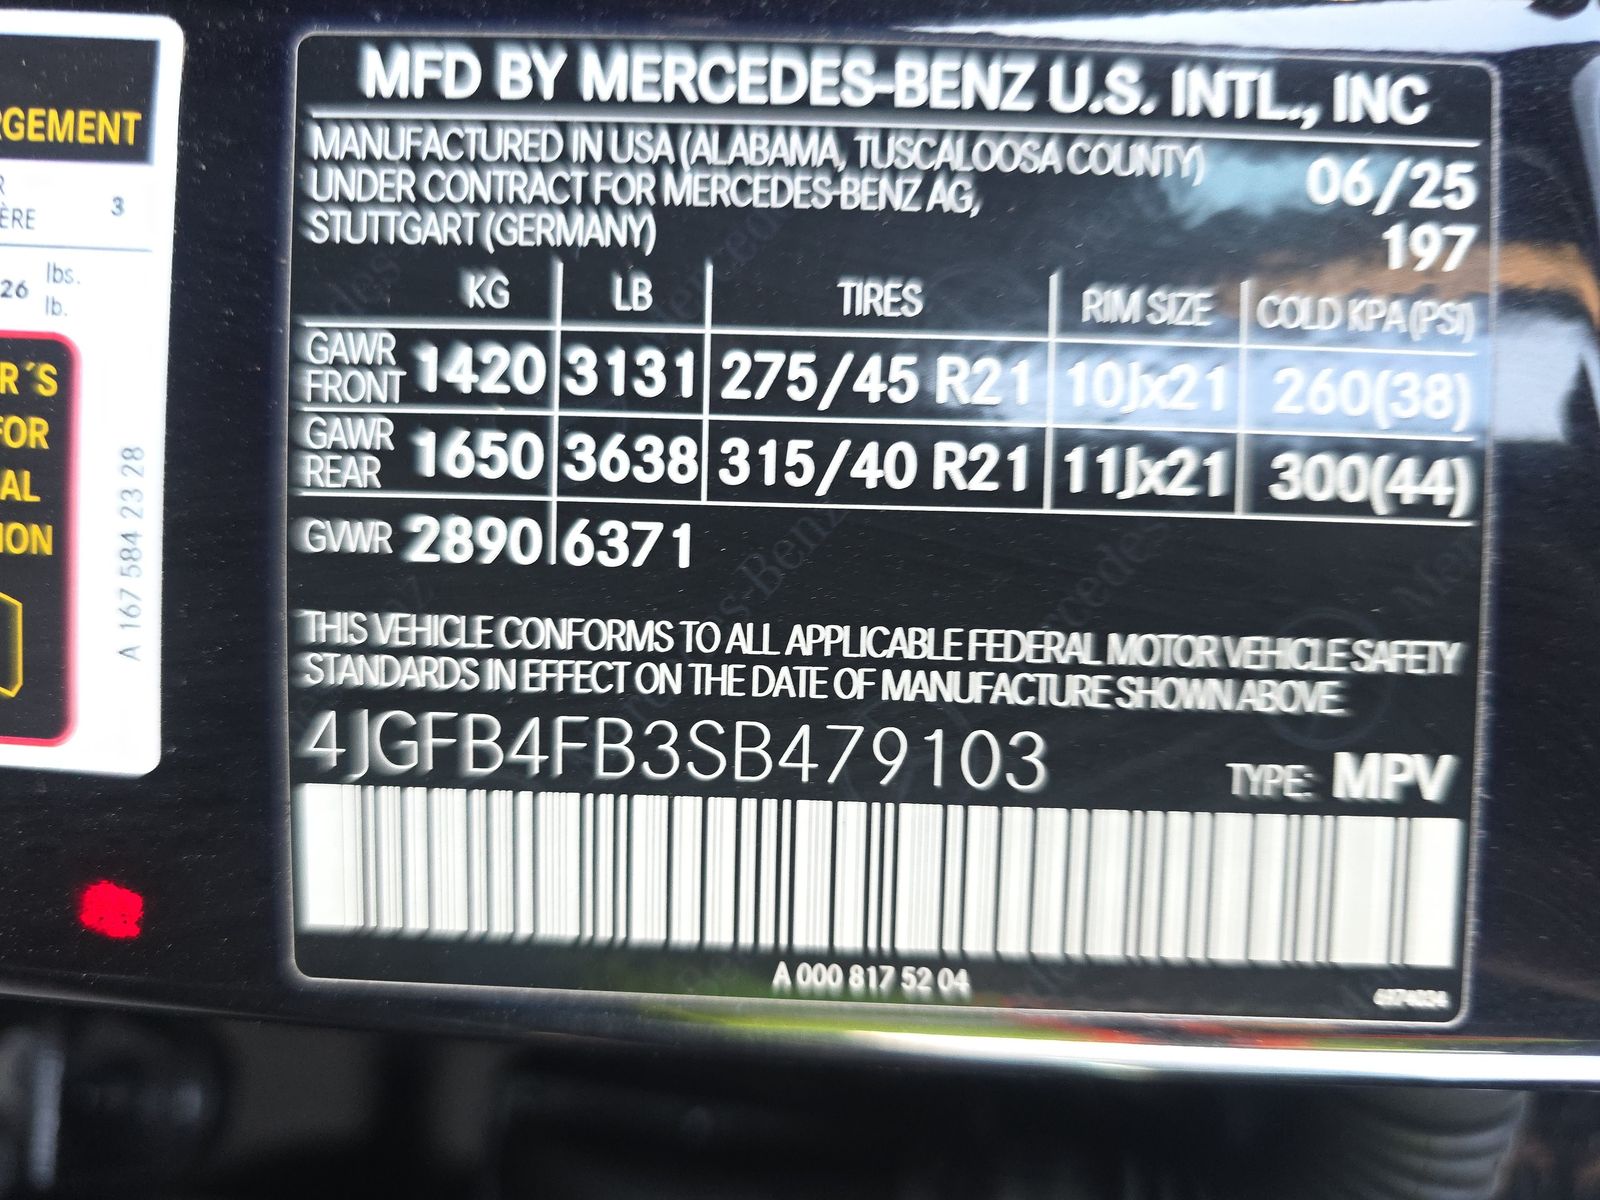 RGEMENT
R
ÈRE 3
26 lbs.
lb.
R´S
FOR
AL
ION
A 167 584 23 28
MFD BY MERCEDES-BENZ U.S. INTL., INC
MANUFACTURED IN USA (ALABAMA, TUSCALOOSA COUNTY) 06/25
UNDER CONTRACT FOR MERCEDES-BENZ AG,
STUTTGART (GERMANY) 197
KG LB TIRES RIM SIZE COLD KPA (PSI)
GAWR FRONT 1420 3131 275/45 R21 10Jx21 260(38)
GAWR REAR 1650 3638 315/40 R21 11Jx21 300(44)
GVWR 2890 6371
THIS VEHICLE CONFORMS TO ALL APPLICABLE FEDERAL MOTOR VEHICLE SAFETY
STANDARDS IN EFFECT ON THE DATE OF MANUFACTURE SHOWN ABOVE.
4JGFB4FB3SB479103
TYPE: MPV
A 000 817 52 04